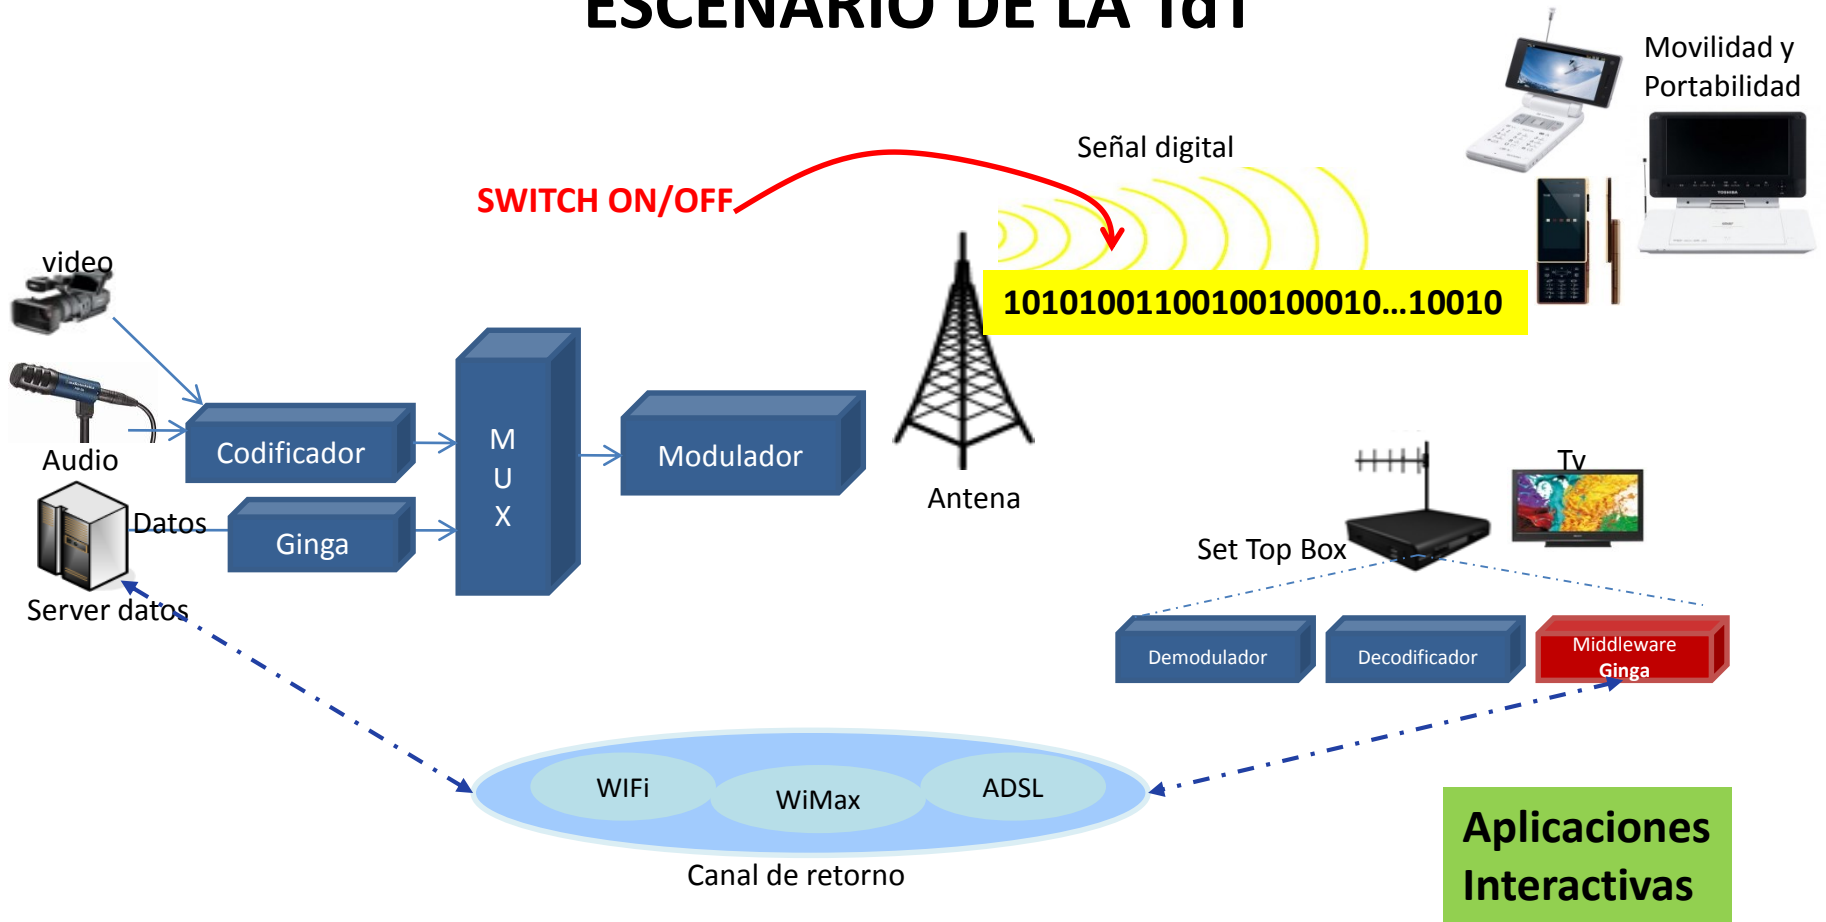 ESCENARIO DE LA TdT
Movilidad y
Portabilidad
Señal digital
SWITCH ON/OFF
TOSHIBA
video
10101001100100100010...10010
Codificador
M
U
X
Modulador
Audio
Antena
Tv
Datos
Ginga
Set Top Box
Server datos
Demodulador
Decodificador
Middleware
Ginga
WIFi
WiMax
ADSL
Canal de retorno
Aplicaciones
Interactivas